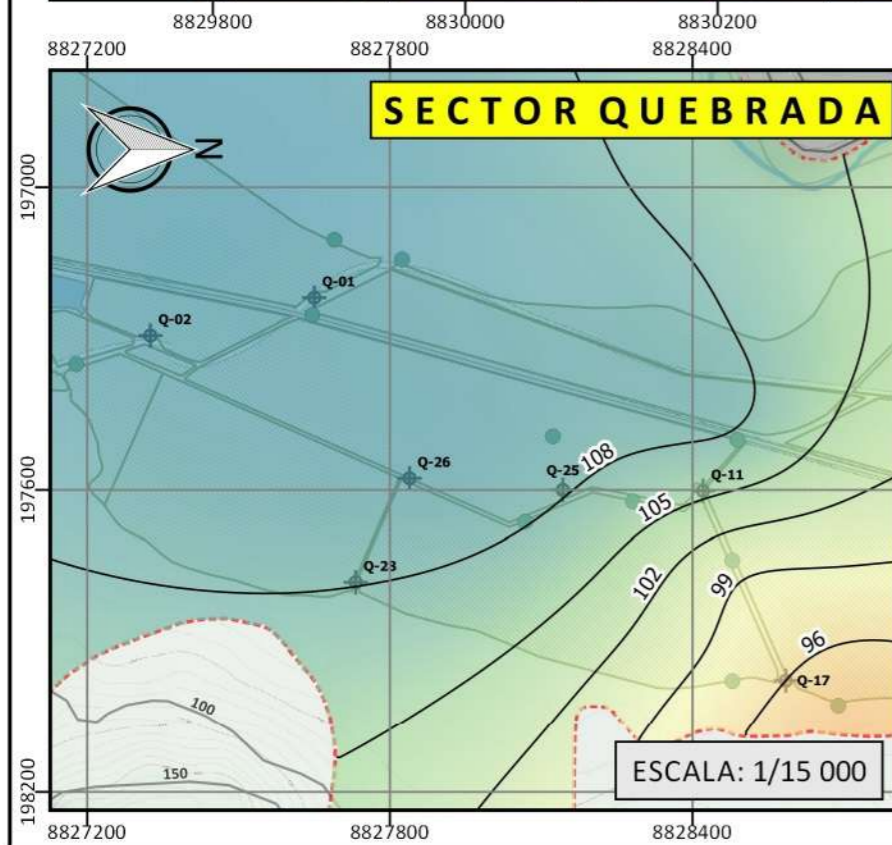 8829800 8830000 8830200
8827200 8827800 8828400
SECTOR QUEBRADA
N
197000
Q-01
Q-02
Q-26
Q-25
108
Q-11
197600
105
Q-23
102
99
96
Q-17
100
150
ESCALA: 1/15 000
198200
8827200 8827800 8828400